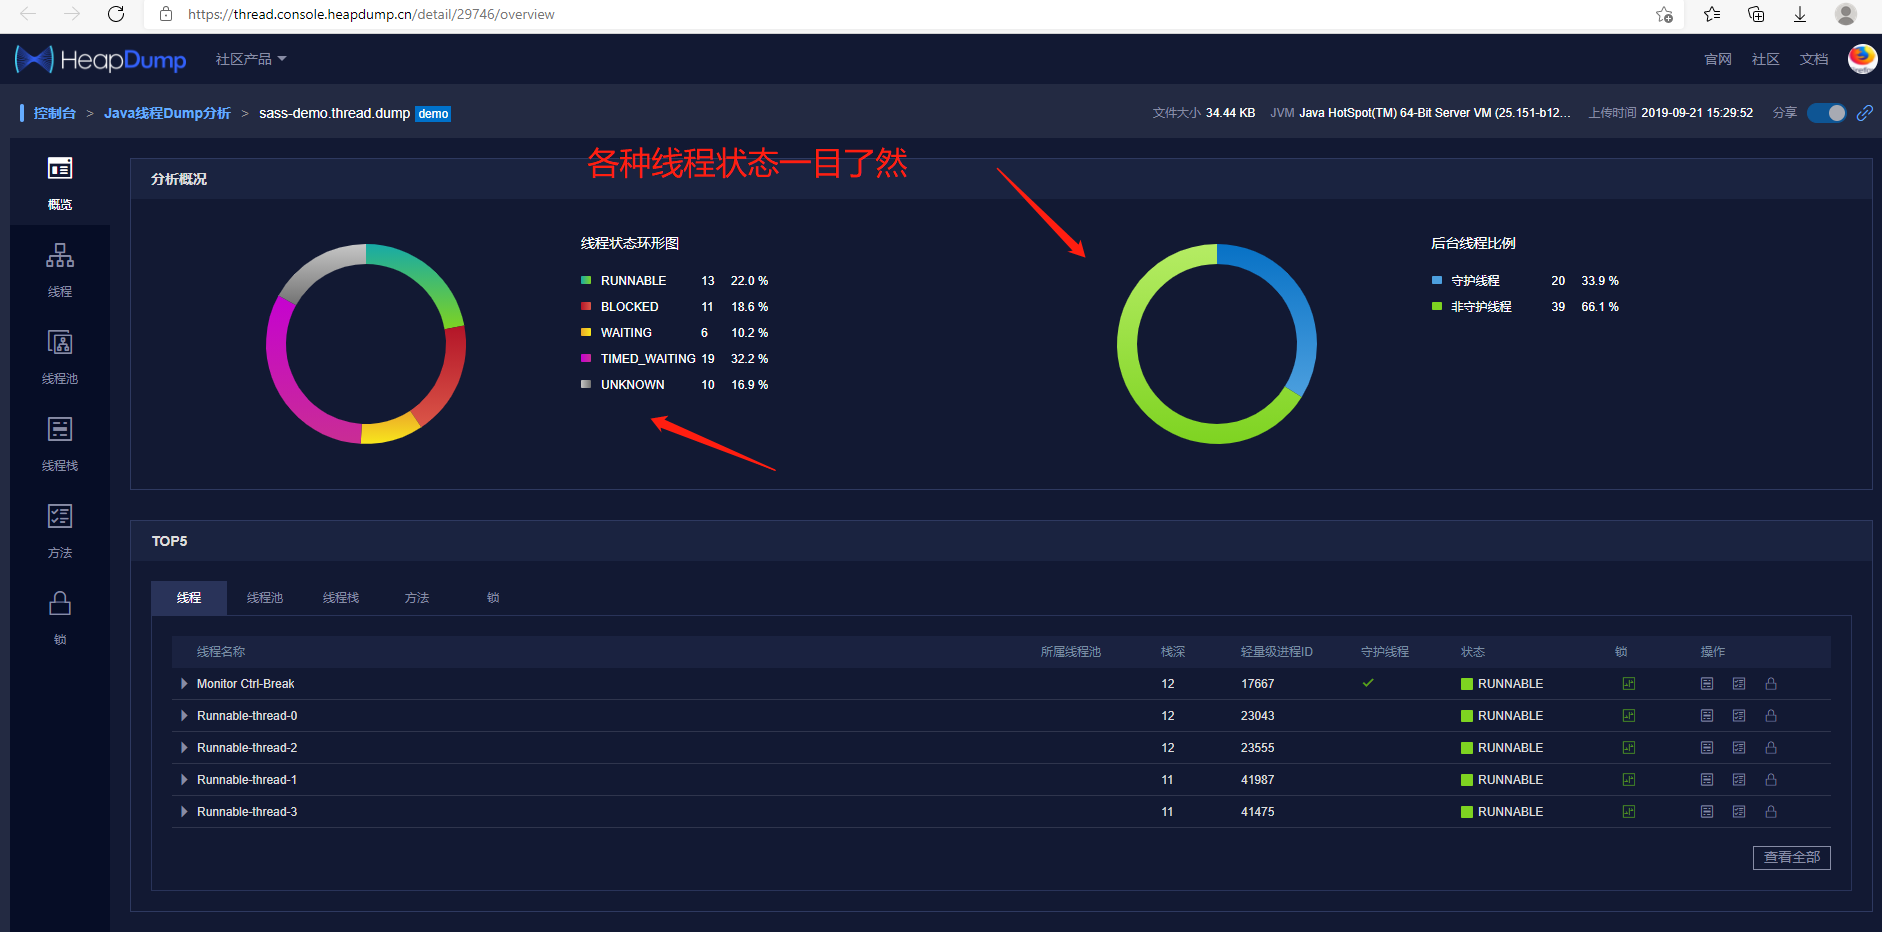 https://thread.console.heapdump.cn/detail/29746/overview
HeapDump 社区产品 官网 社区 文档
控制台 > Java线程Dump分析 > sass-demo.thread.dump demo 文件大小 34.44 KB JVM Java HotSpot(TM) 64-Bit Server VM (25.151-b12... 上传时间 2019-09-21 15:29:52 分享
概览
线程
线程池
线程栈
方法
锁
各种线程状态一目了然
分析概况
线程状态环形图
RUNNABLE 13 22.0 %
BLOCKED 11 18.6 %
WAITING 6 10.2 %
TIMED_WAITING 19 32.2 %
UNKNOWN 10 16.9 %
后台线程比例
守护线程 20 33.9 %
非守护线程 39 66.1 %
TOP5
线程 线程池 线程栈 方法 锁
线程名称 所属线程池 栈深 轻量级进程ID 守护线程 状态 锁 操作
Monitor Ctrl-Break 12 17667 RUNNABLE
Runnable-thread-0 12 23043 RUNNABLE
Runnable-thread-2 12 23555 RUNNABLE
Runnable-thread-1 11 41987 RUNNABLE
Runnable-thread-3 11 41475 RUNNABLE
查看全部